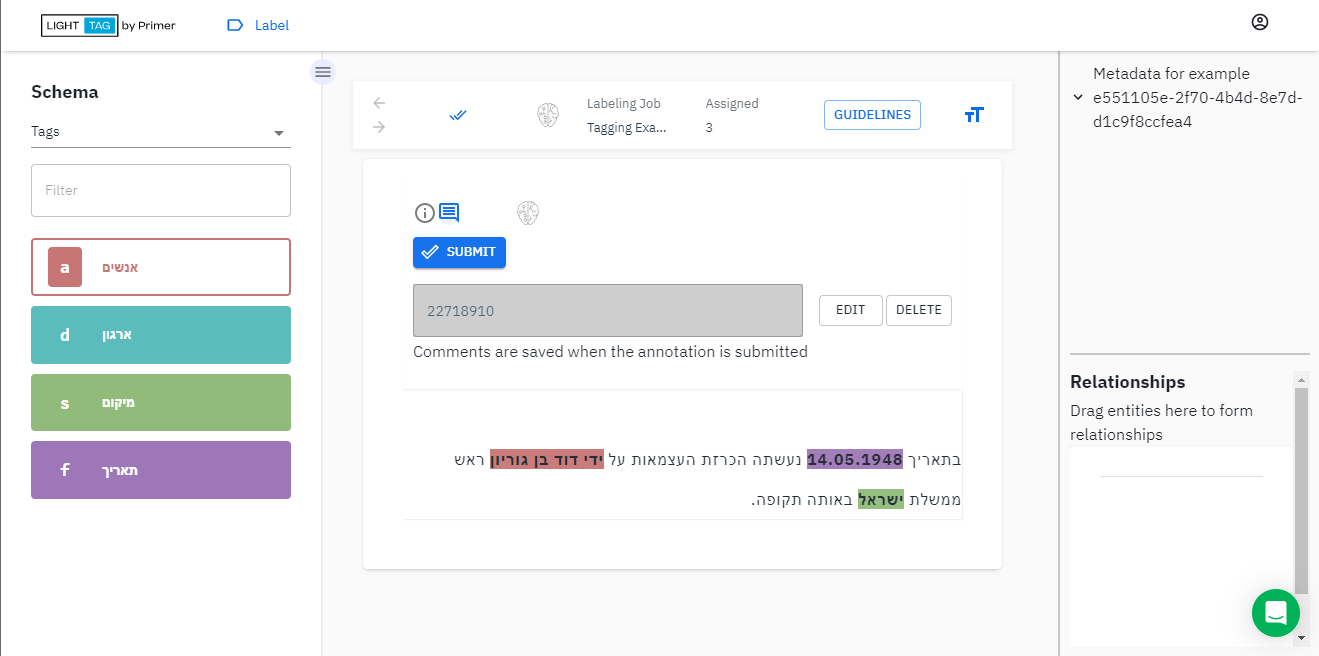 LIGHT TAG by Primer
Label
Schema
Tags
Filter
a אנשים
d ארגון
s מיקום
f תאריך
Labeling Job
Tagging Exa...
Assigned
3
GUIDELINES
SUBMIT
22718910
EDIT
DELETE
Comments are saved when the annotation is submitted
בתאריך 14.05.1948 נעשתה הכרזת העצמאות על ידי דוד בן גוריון ראש
ממשלת ישראל באותה תקופה.
Metadata for example
e551105e-2f70-4b4d-8e7d-
d1c9f8ccfea4
Relationships
Drag entities here to form
relationships